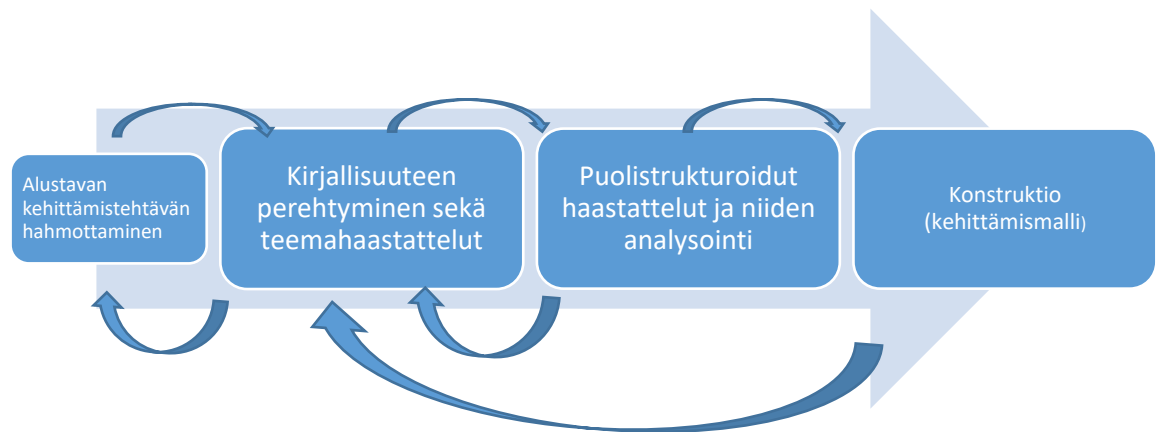 Alustavan
kehittämistehtävän
hahmottaminen
Kirjallisuuteen
perehtyminen sekä
teemahaastattelut
Puolistrukturoidut
haastattelut ja niiden
analysointi
Konstruktio
(kehittämismalli)